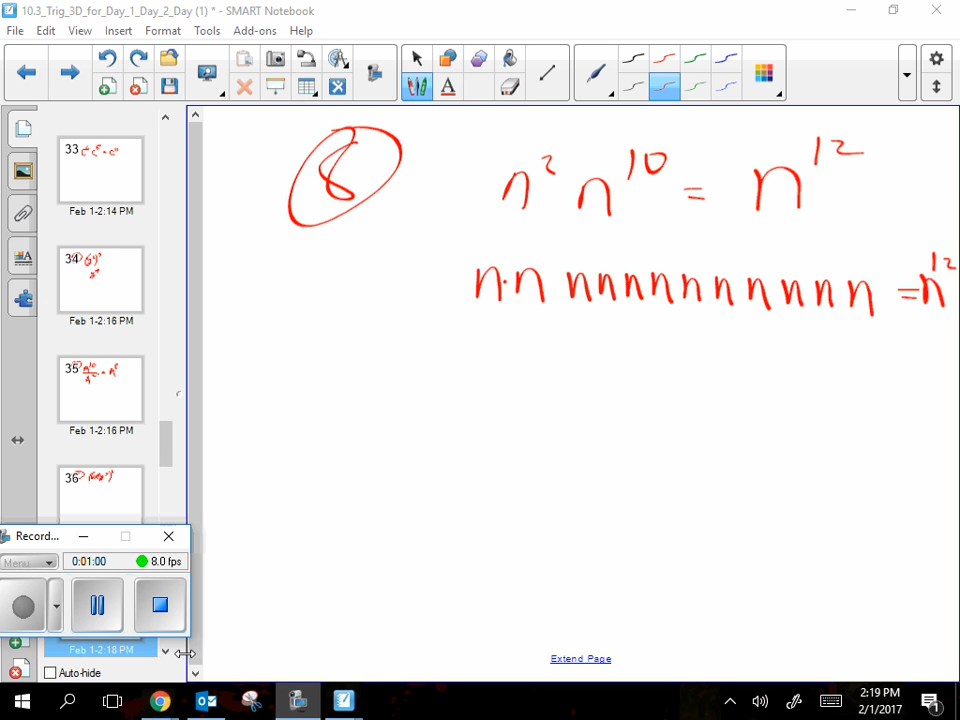 10.3_Trig_3D_for_Day_1_Day_2_Day (1) * - SMART Notebook
File Edit View Insert Format Tools Add-ons Help
33
Feb 1-2:14 PM
34
Feb 1-2:16 PM
35
Feb 1-2:16 PM
36
Record...
Menu
0:01:00
8.0 fps
Feb 1-2:18 PM
Auto-hide
8
n² n¹⁰ = n¹²
n·n n n n n n n n n n n = n¹²
Extend Page
2:19 PM
2/1/2017
1